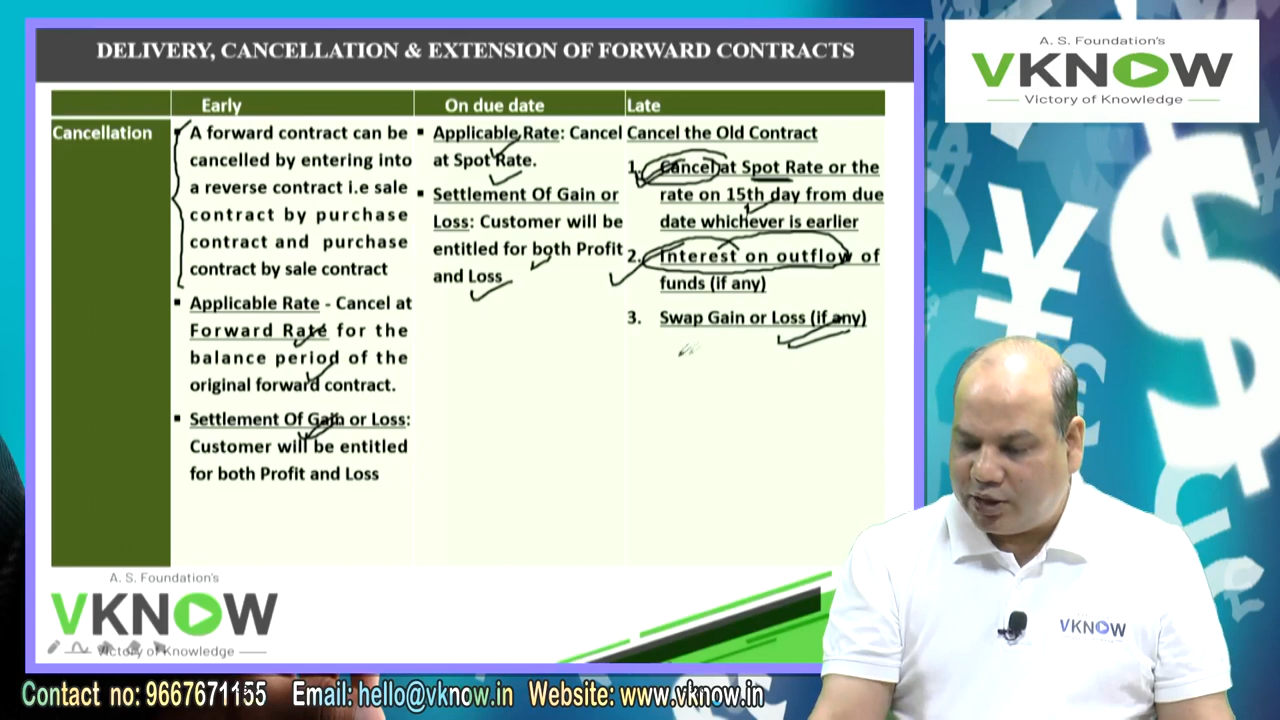 DELIVERY, CANCELLATION & EXTENSION OF FORWARD CONTRACTS
A. S. Foundation's
VKNOW
Victory of Knowledge
Early
On due date
Late
Cancellation
▪ A forward contract can be
cancelled by entering into
a reverse contract i.e sale
contract by purchase
contract and purchase
contract by sale contract
▪ Applicable Rate - Cancel at
Forward Rate for the
balance period of the
original forward contract.
▪ Settlement Of Gain or Loss:
Customer will be entitled
for both Profit and Loss
▪ Applicable Rate: Cancel
at Spot Rate.
▪ Settlement Of Gain or
Loss: Customer will be
entitled for both Profit
and Loss
Cancel the Old Contract
1. Cancel at Spot Rate or the
rate on 15th day from due
date whichever is earlier
2. Interest on outflow of
funds (if any)
3. Swap Gain or Loss (if any)
A. S. Foundation's
VKNOW
Victory of Knowledge
VKNOW
Contact no: 9667671155 Email: hello@vknow.in Website: www.vknow.in